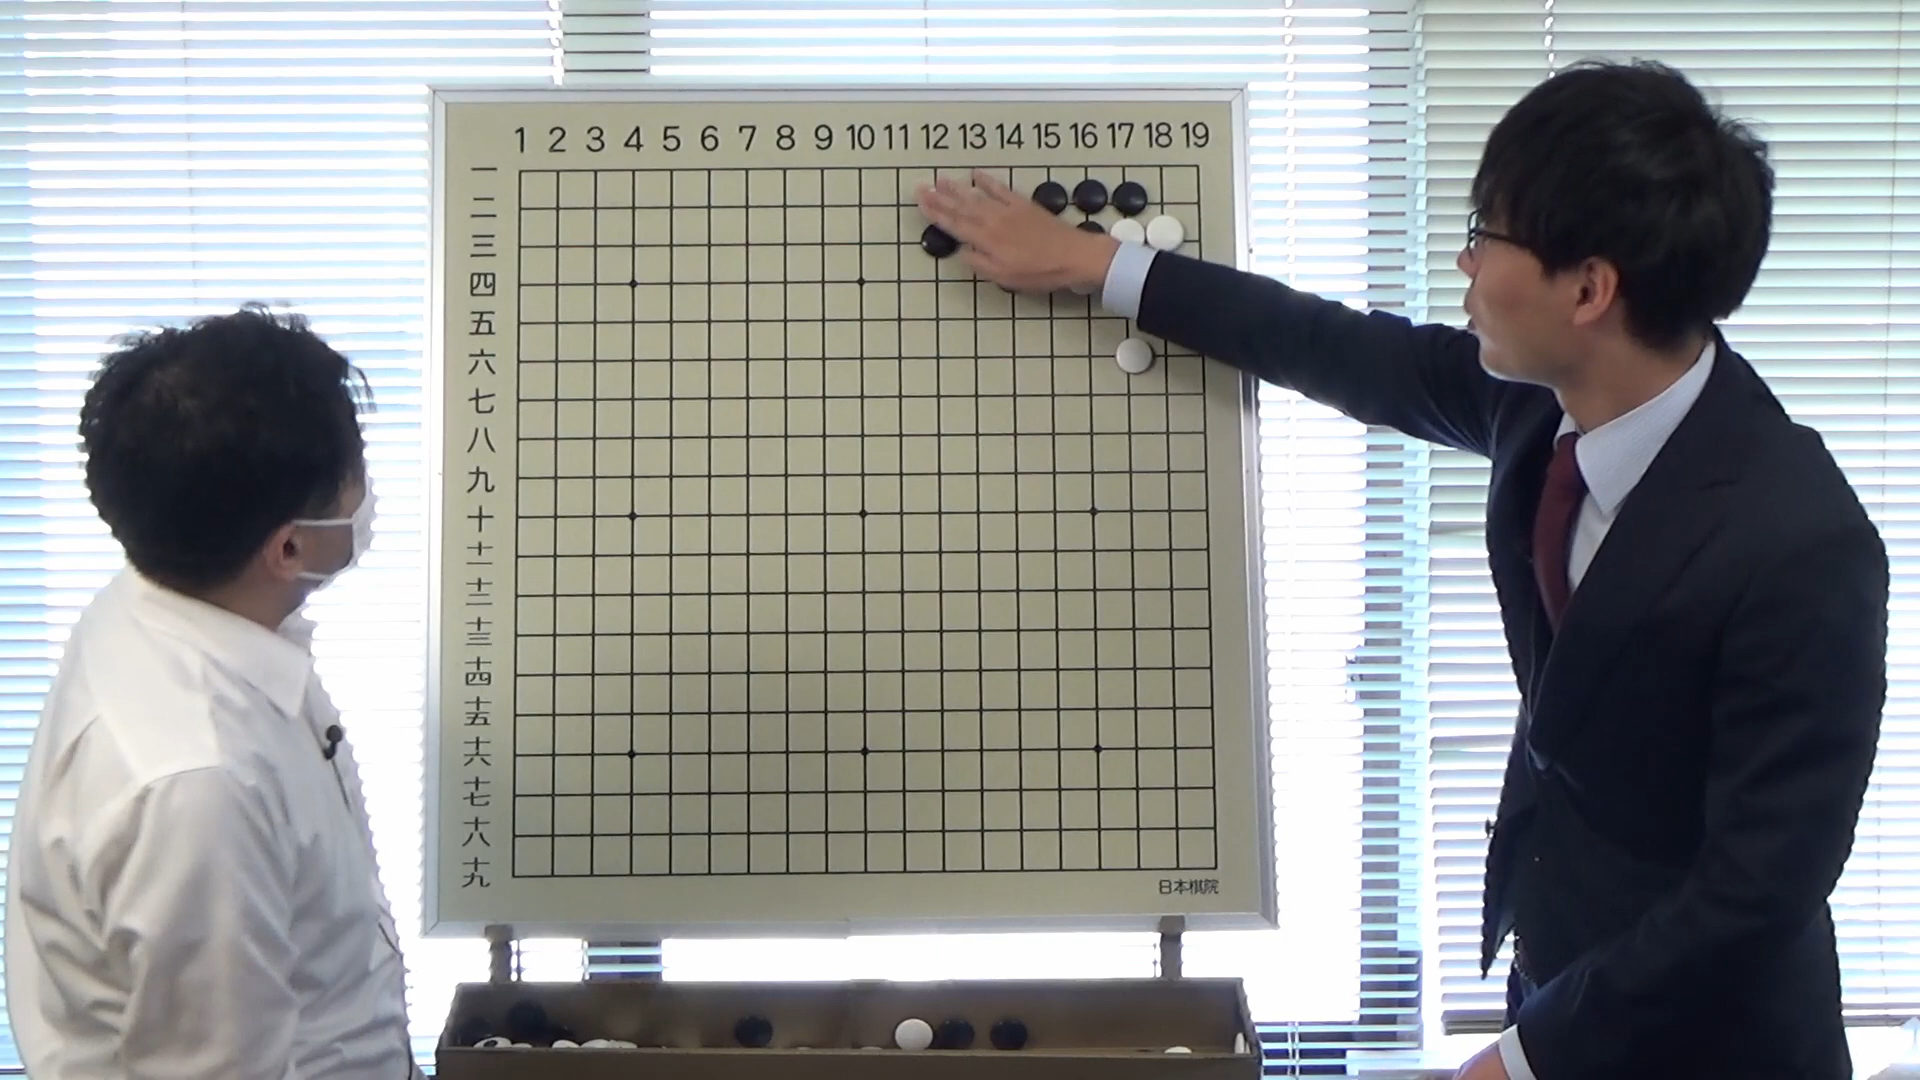 1 2 3 4 5 6 7 8 9 10 11 12 13 14 15 16 17 18 19
一
二
三
四
五
六
七
八
九
十
十一
十二
十三
十四
十五
十六
十七
十八
十九
日本棋院